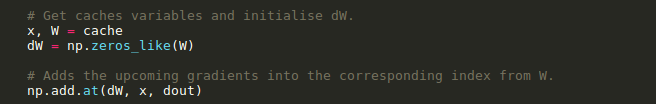 # Get caches variables and initialise dW.
x, W = cache
dW = np.zeros_like(W)
# Adds the upcoming gradients into the corresponding index from W.
np.add.at(dW, x, dout)